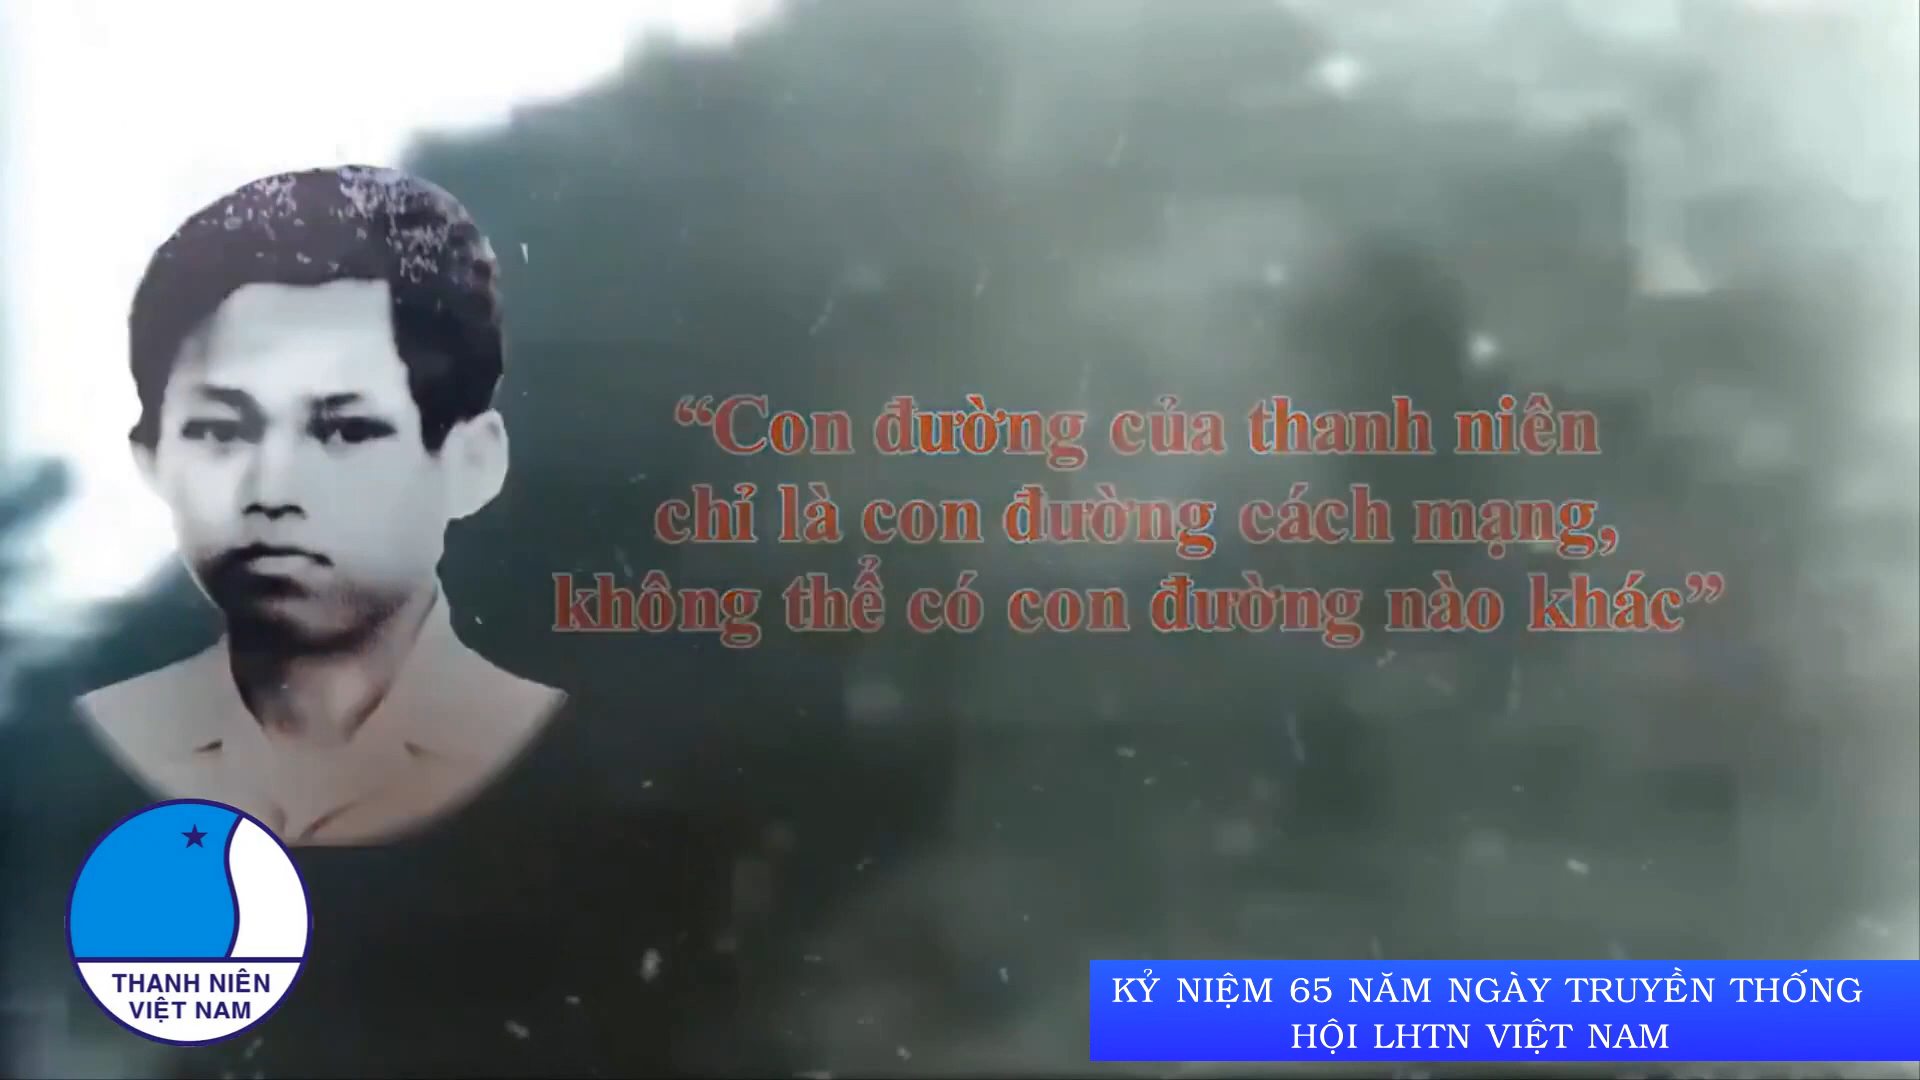 “Con đường của thanh niên
chỉ là con đường cách mạng,
không thể có con đường nào khác”
THANH NIÊN
VIỆT NAM
KỶ NIỆM 65 NĂM NGÀY TRUYỀN THỐNG
HỘI LHTN VIỆT NAM